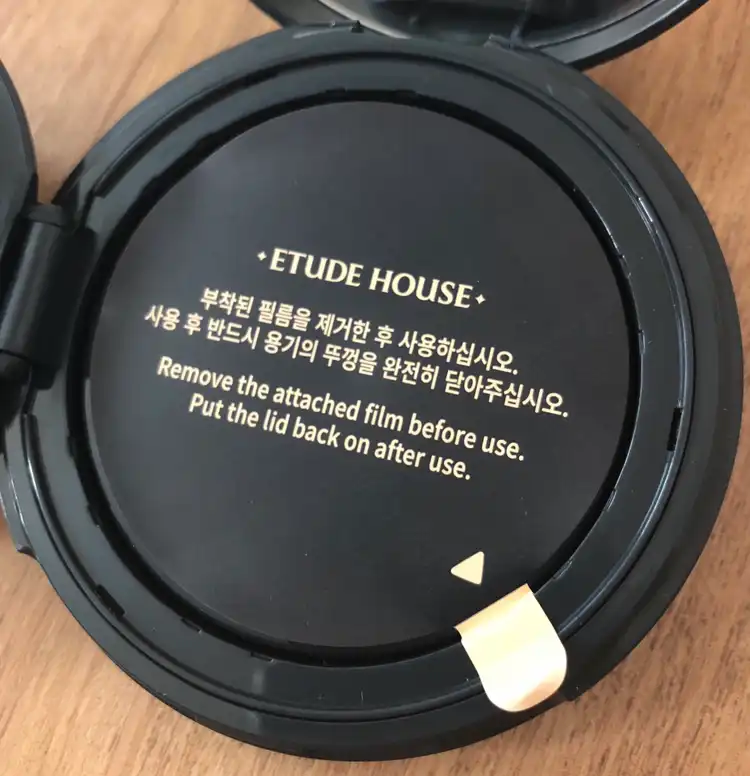 ETUDE HOUSE
부착된 필름을 제거한 후 사용하십시오.
사용 후 반드시 용기의 뚜껑을 완전히 닫아주십시오.
Remove the attached film before use.
Put the lid back on after use.